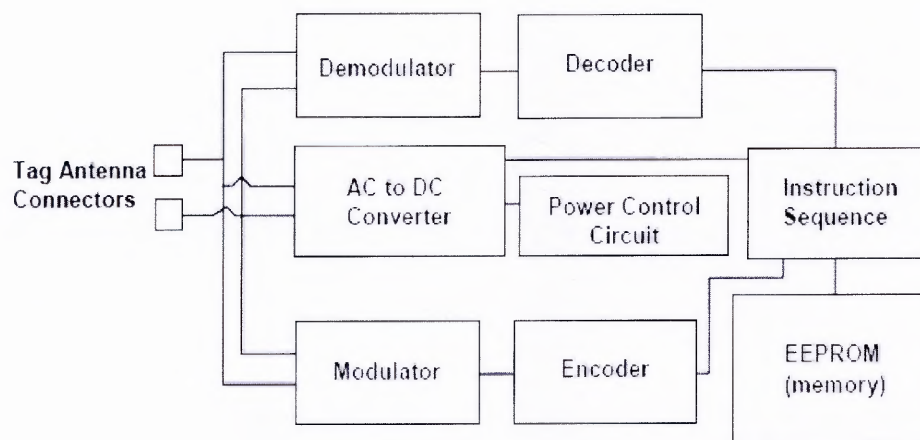 Demodulator
Decoder
Tag Antenna
Connectors
AC to DC
Converter
Power Control
Circuit
Instruction
Sequence
Modulator
Encoder
EEPROM
(memory)